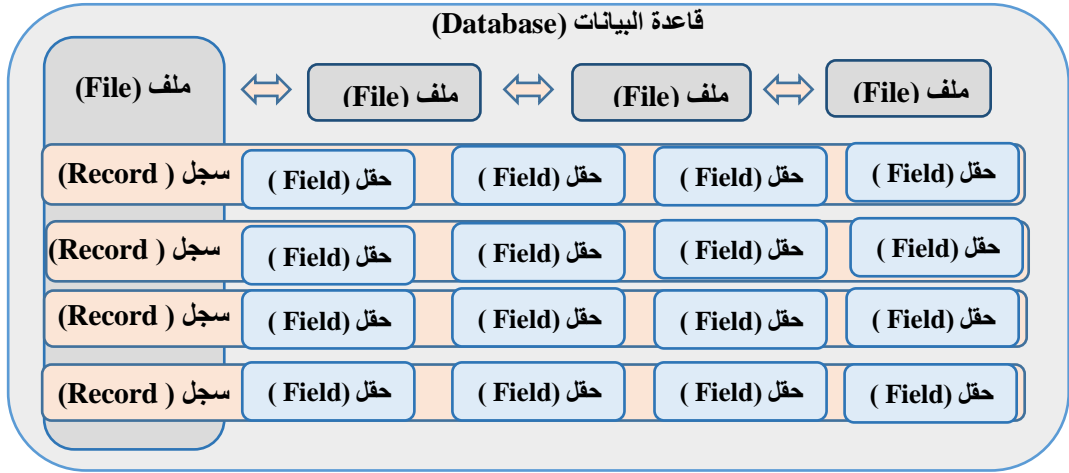 قاعدة البيانات (Database)
ملف (File) ملف (File) ملف (File) ملف (File)
سجل ( Record) حقل (Field ) حقل (Field ) حقل (Field ) حقل (Field )
سجل ( Record) حقل (Field ) حقل (Field ) حقل (Field ) حقل (Field )
سجل ( Record) حقل (Field ) حقل (Field ) حقل (Field ) حقل (Field )
سجل ( Record) حقل (Field ) حقل (Field ) حقل (Field ) حقل (Field )